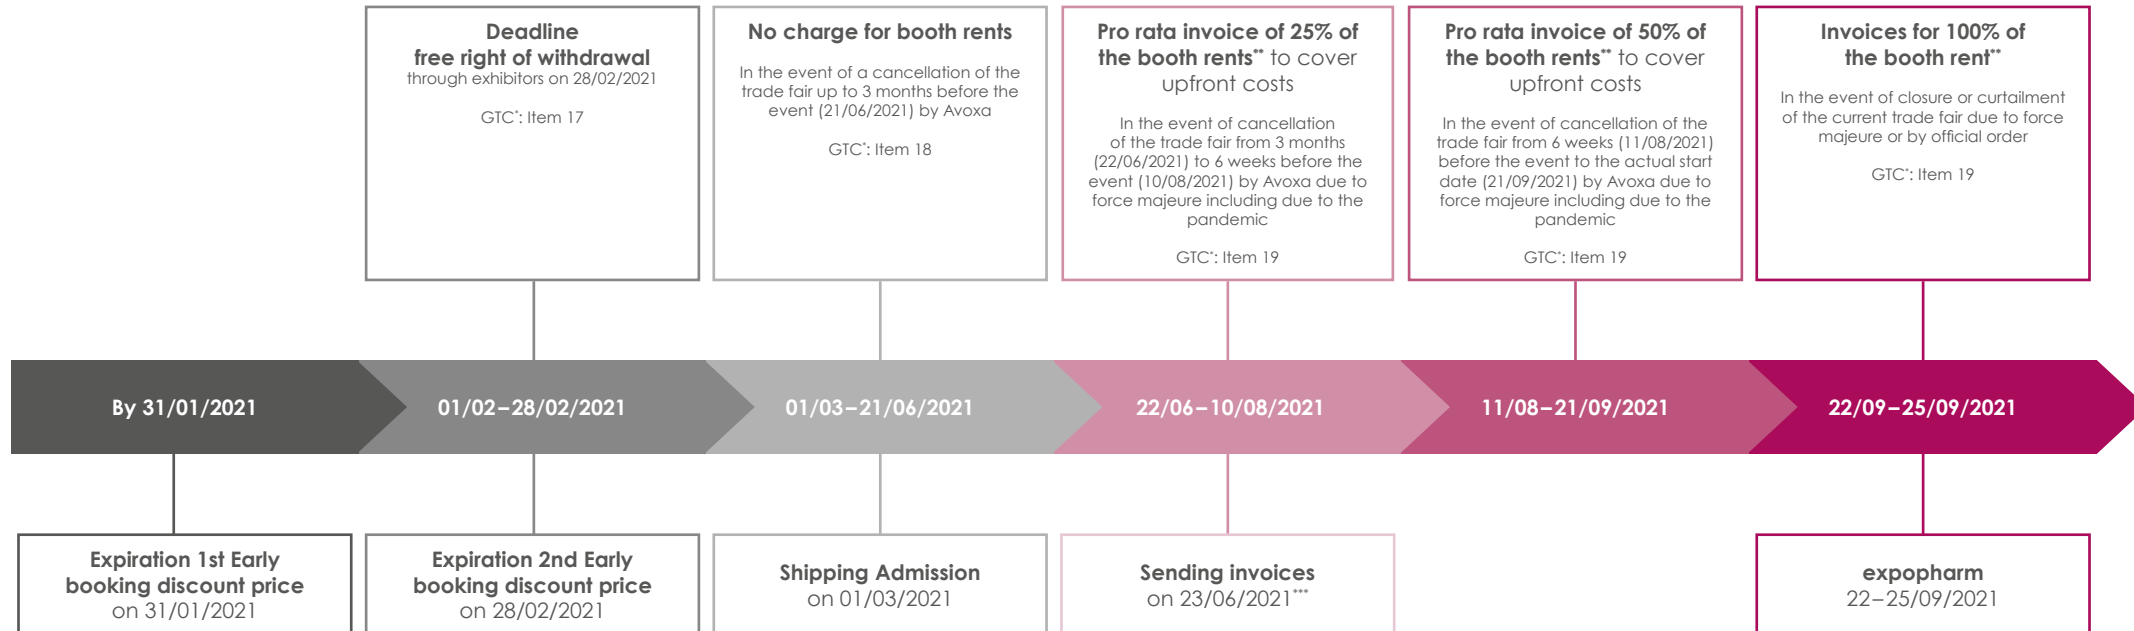 Deadline
free right of withdrawal
through exhibitors on 28/02/2021
GTC*: Item 17
No charge for booth rents
In the event of a cancellation of the
trade fair up to 3 months before the
event (21/06/2021) by Avoxa
GTC*: Item 18
Pro rata invoice of 25% of
the booth rents** to cover
upfront costs
In the event of cancellation
of the trade fair from 3 months
(22/06/2021) to 6 weeks before the
event (10/08/2021) by Avoxa due to
force majeure including due to the
pandemic
GTC*: Item 19
Pro rata invoice of 50% of
the booth rents** to cover
upfront costs
In the event of cancellation of the
trade fair from 6 weeks (11/08/2021)
before the event to the actual start
date (21/09/2021) by Avoxa due to
force majeure including due to the
pandemic
GTC*: Item 19
Invoices for 100% of
the booth rent**
In the event of closure or curtailment
of the current trade fair due to force
majeure or by official order
GTC*: Item 19
By 31/01/2021
01/02–28/02/2021
01/03–21/06/2021
22/06–10/08/2021
11/08–21/09/2021
22/09–25/09/2021
Expiration 1st Early
booking discount price
on 31/01/2021
Expiration 2nd Early
booking discount price
on 28/02/2021
Shipping Admission
on 01/03/2021
Sending invoices
on 23/06/2021***
expopharm
22–25/09/2021